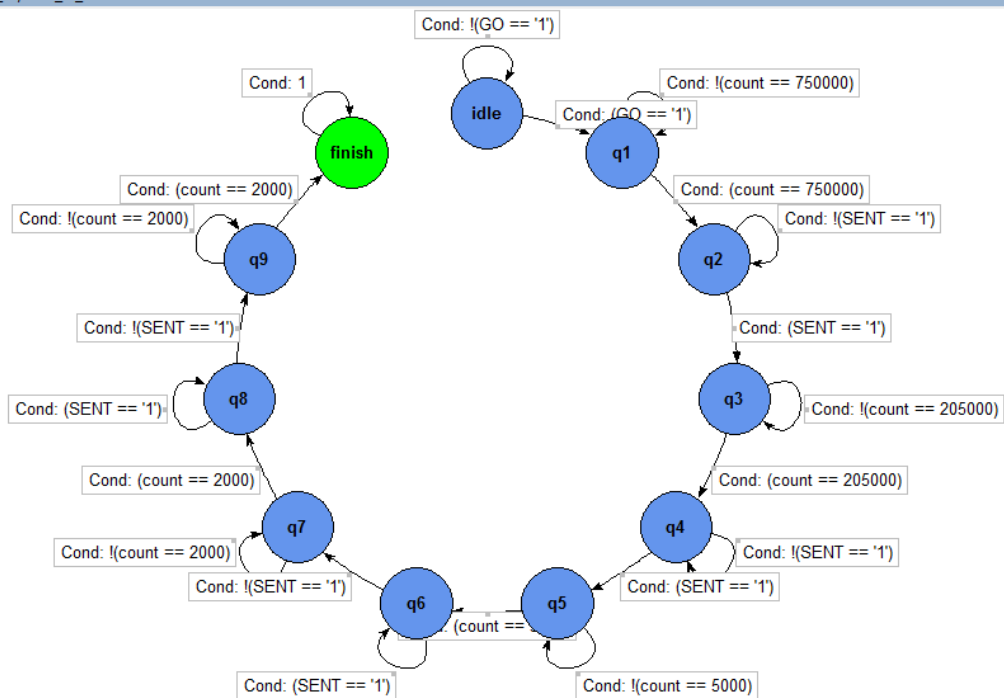 Cond: !(GO == '1')
Cond: 1
Cond: !(count == 750000)
idle
Cond: (GO == '1')
finish
q1
Cond: (count == 2000)
Cond: (count == 750000)
Cond: !(count == 2000)
Cond: !(SENT == '1')
q9
q2
Cond: !(SENT == '1')
Cond: (SENT == '1')
q8
q3
Cond: (SENT == '1')
Cond: !(count == 205000)
Cond: (count == 2000)
Cond: (count == 205000)
q7
q4
Cond: !(count == 2000)
Cond: !(SENT == '1')
Cond: !(SENT == '1')
Cond: (SENT == '1')
q6
q5
(count ==
Cond: (SENT == '1')
Cond: !(count == 5000)